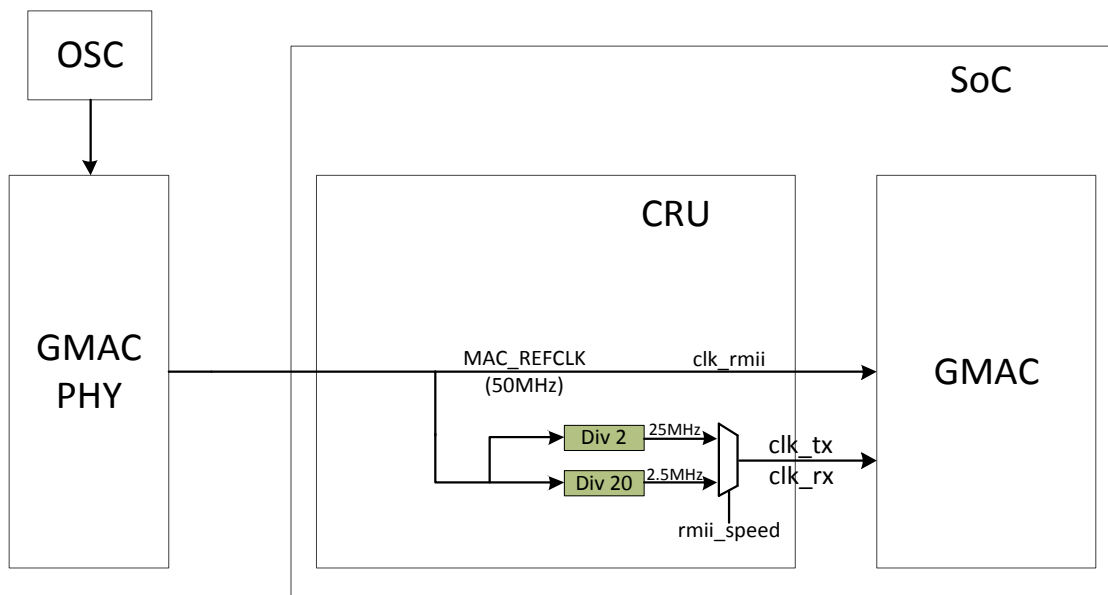 OSC
SoC
CRU
GMAC
PHY
MAC_REFCLK
(50MHz)
clk_rmii
GMAC
Div 2
25MHz
Div 20
2.5MHz
clk_tx
clk_rx
rmii_speed